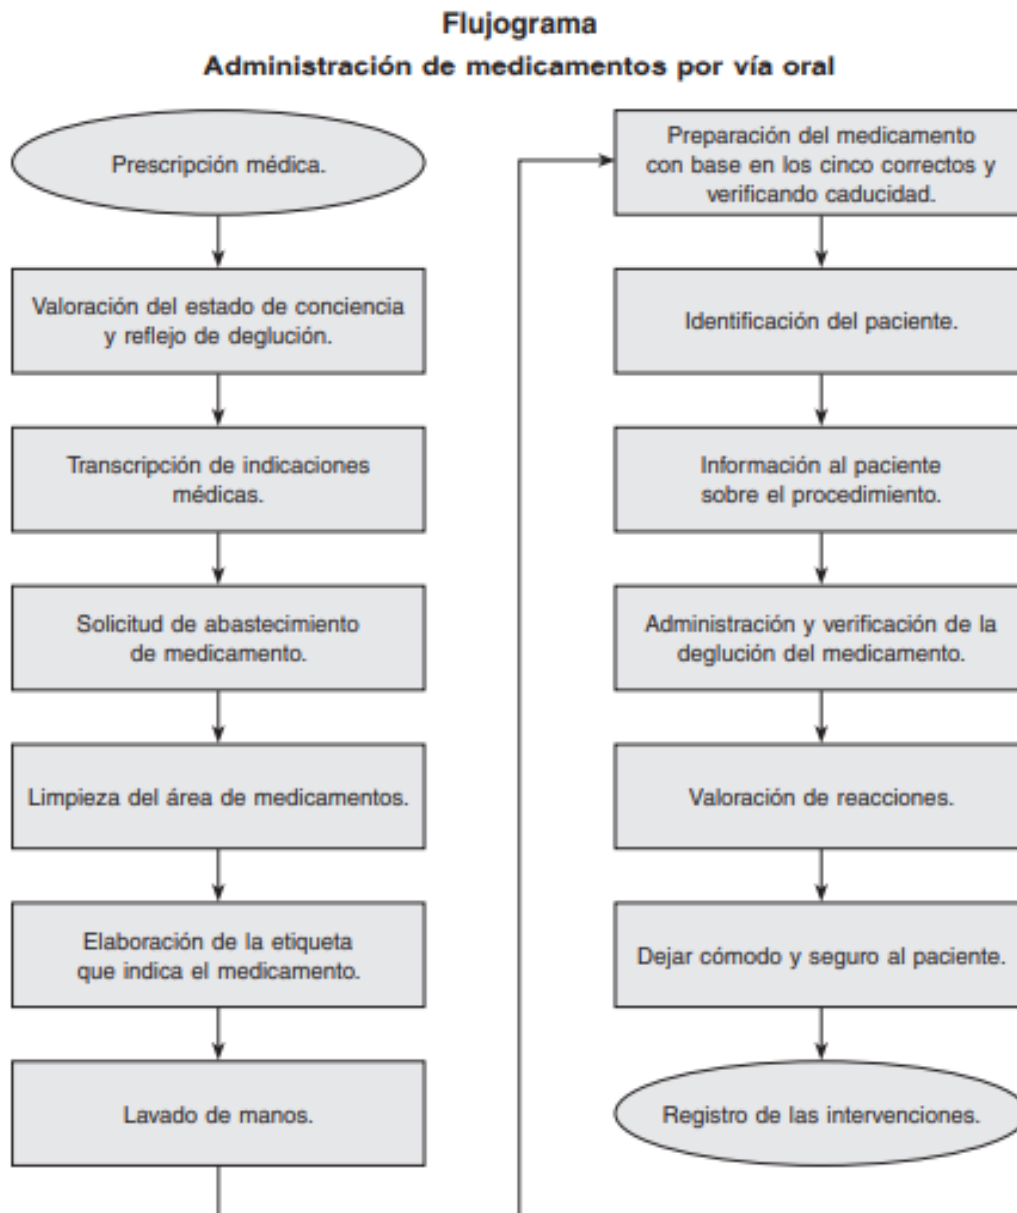 Flujograma
Administración de medicamentos por vía oral
Prescripción médica.
Valoración del estado de conciencia
y reflejo de deglución.
Transcripción de indicaciones
médicas.
Solicitud de abastecimiento
de medicamento.
Limpieza del área de medicamentos.
Elaboración de la etiqueta
que indica el medicamento.
Lavado de manos.
Preparación del medicamento
con base en los cinco correctos y
verificando caducidad.
Identificación del paciente.
Información al paciente
sobre el procedimiento.
Administración y verificación de la
deglución del medicamento.
Valoración de reacciones.
Dejar cómodo y seguro al paciente.
Registro de las intervenciones.